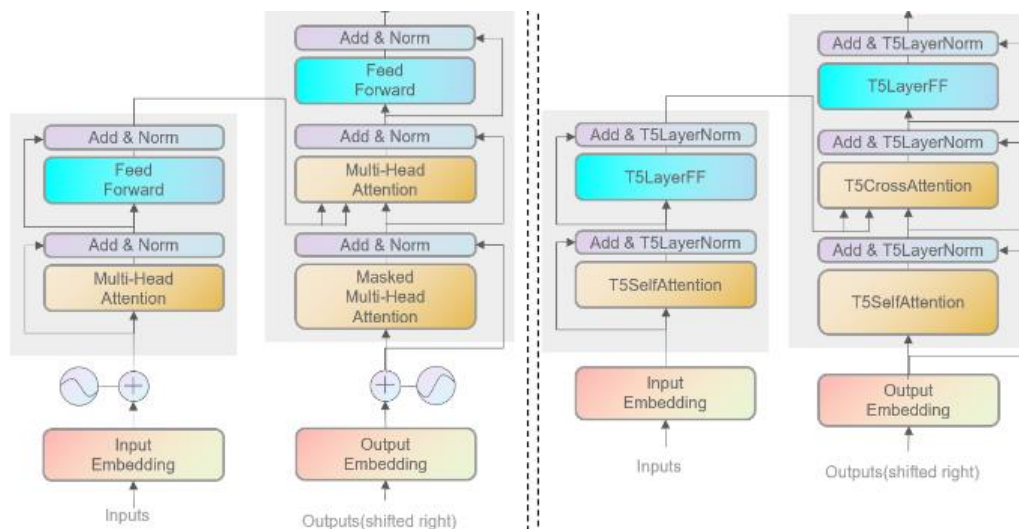 Add & Norm
Feed
Forward
Add & Norm
Multi-Head
Attention
Inputs
Input
Embedding
Add & Norm
Feed
Forward
Add & Norm
Multi-Head
Attention
Add & Norm
Masked
Multi-Head
Attention
Output
Embedding
Outputs(shifted right)
Add & T5LayerNorm
T5LayerFF
Add & T5LayerNorm
T5SelfAttention
Input
Embedding
Inputs
Add & T5LayerNorm
T5LayerFF
Add & T5LayerNorm
T5CrossAttention
Add & T5LayerNorm
T5SelfAttention
Output
Embedding
Outputs(shifted right)